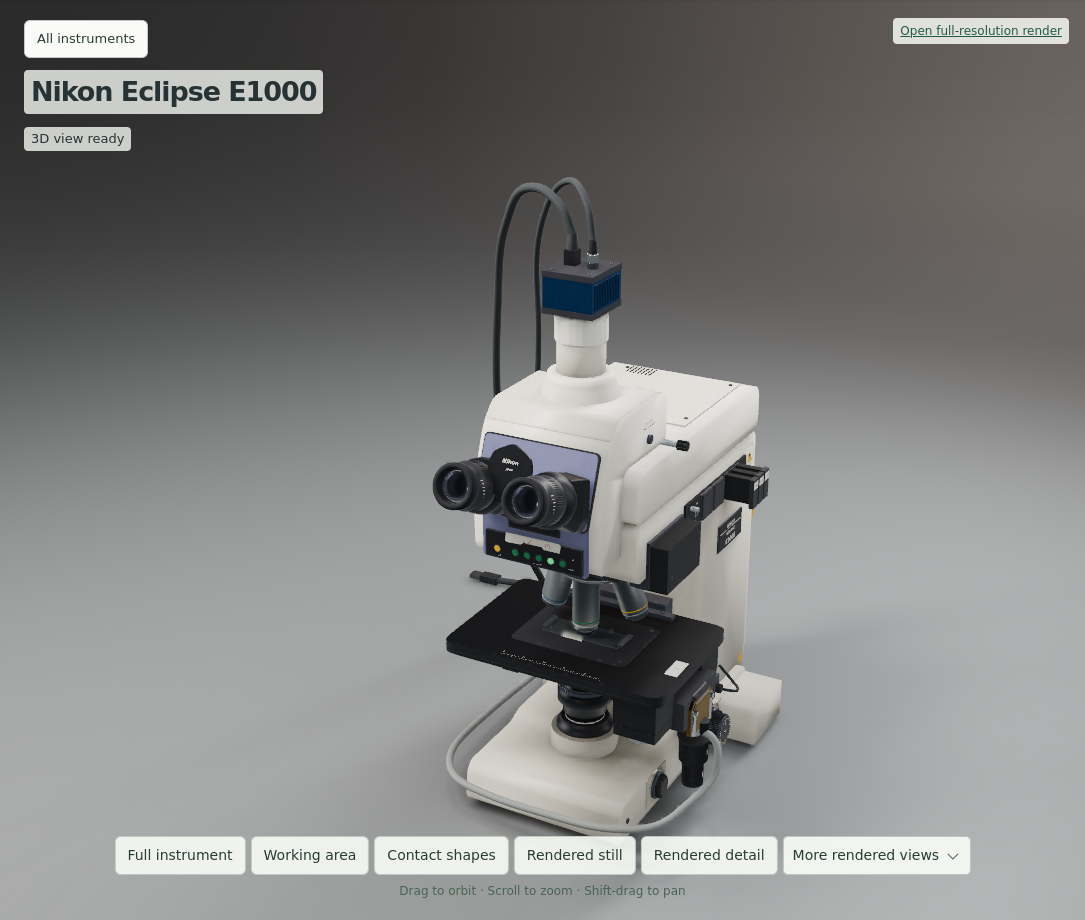 All instruments
Open full-resolution render
Nikon Eclipse E1000
3D view ready
Nikon
Full instrument
Working area
Contact shapes
Rendered still
Rendered detail
More rendered views
Drag to orbit · Scroll to zoom · Shift-drag to pan